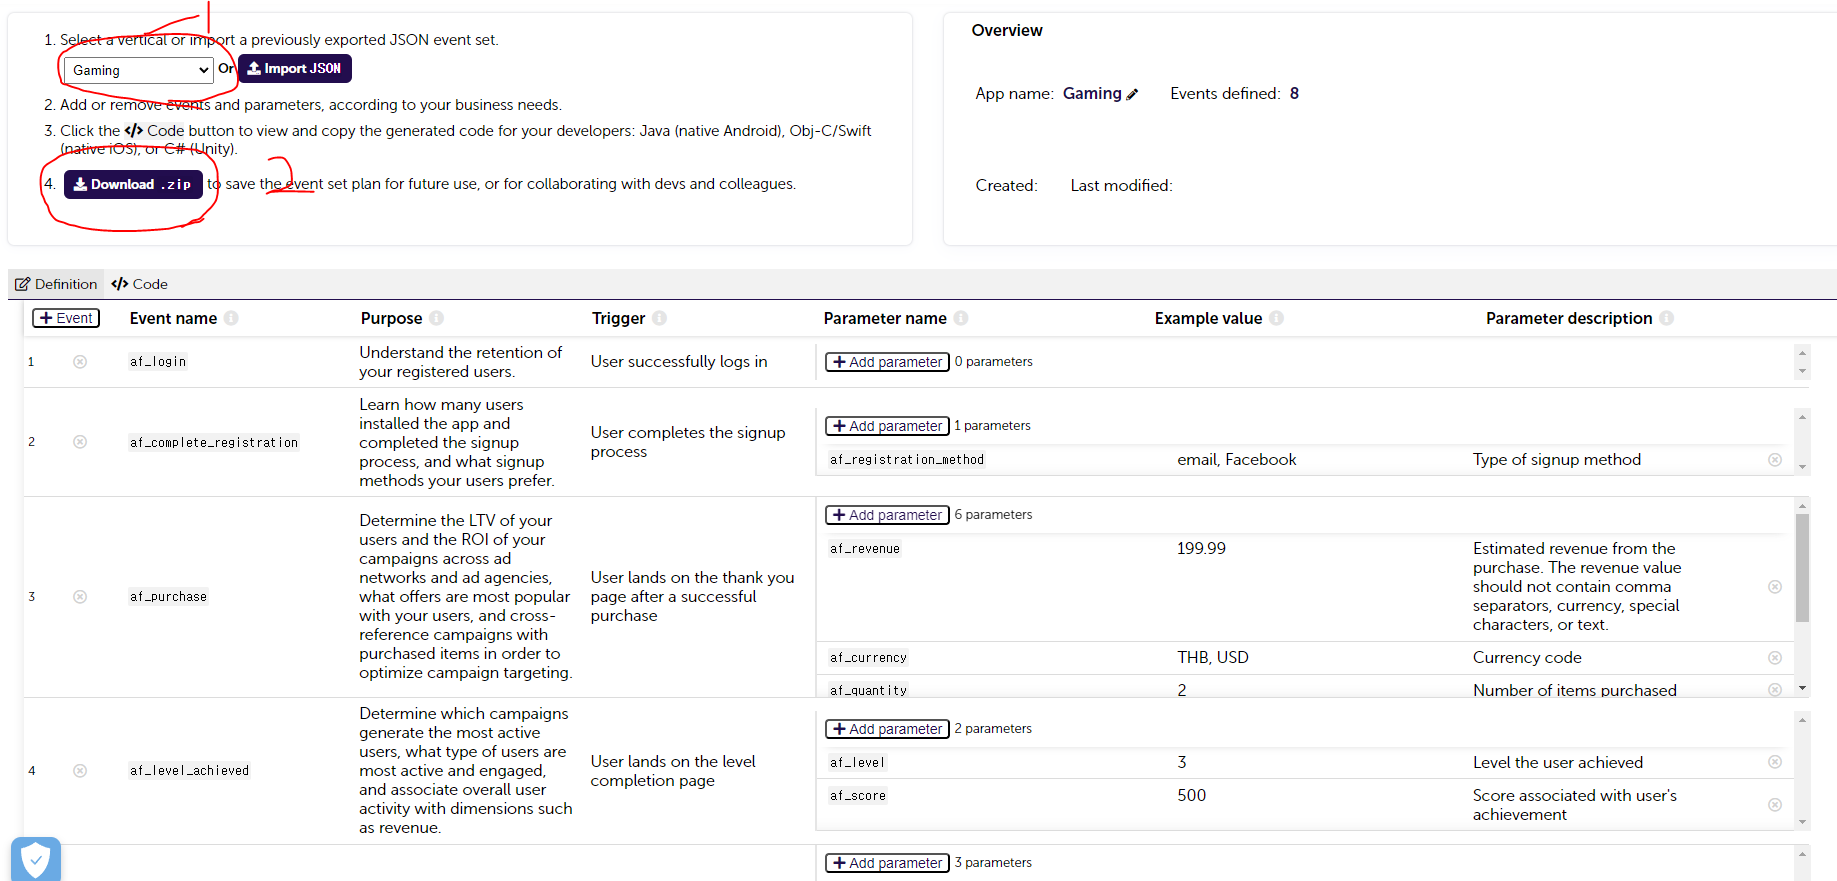 1
1. Select a vertical or import a previously exported JSON event set.
Gaming Or Import JSON
2. Add or remove events and parameters, according to your business needs.
3. Click the </> Code button to view and copy the generated code for your developers: Java (native Android), Obj-C/Swift
(native iOS), or C# (Unity).
4. Download .zip to save the event set plan for future use, or for collaborating with devs and colleagues.
2
Overview
App name: Gaming Events defined: 8
Created: Last modified:
Definition </> Code
+ Event Event name Purpose Trigger Parameter name Example value Parameter description
1 af_login
Understand the retention of
your registered users.
User successfully logs in
+ Add parameter 0 parameters
2 af_complete_registration
Learn how many users
installed the app and
completed the signup
process, and what signup
methods your users prefer.
User completes the signup
process
+ Add parameter 1 parameters
af_registration_method email, Facebook Type of signup method
3 af_purchase
Determine the LTV of your
users and the ROI of your
campaigns across ad
networks and ad agencies,
what offers are most popular
with your users, and cross-
reference campaigns with
purchased items in order to
optimize campaign targeting.
User lands on the thank you
page after a successful
purchase
+ Add parameter 6 parameters
af_revenue 199.99
Estimated revenue from the
purchase. The revenue value
should not contain comma
separators, currency, special
characters, or text.
af_currency THB, USD Currency code
af_quantity 2 Number of items purchased
4 af_level_achieved
Determine which campaigns
generate the most active
users, what type of users are
most active and engaged,
and associate overall user
activity with dimensions such
as revenue.
User lands on the level
completion page
+ Add parameter 2 parameters
af_level 3 Level the user achieved
af_score 500 Score associated with user's
achievement
+ Add parameter 3 parameters